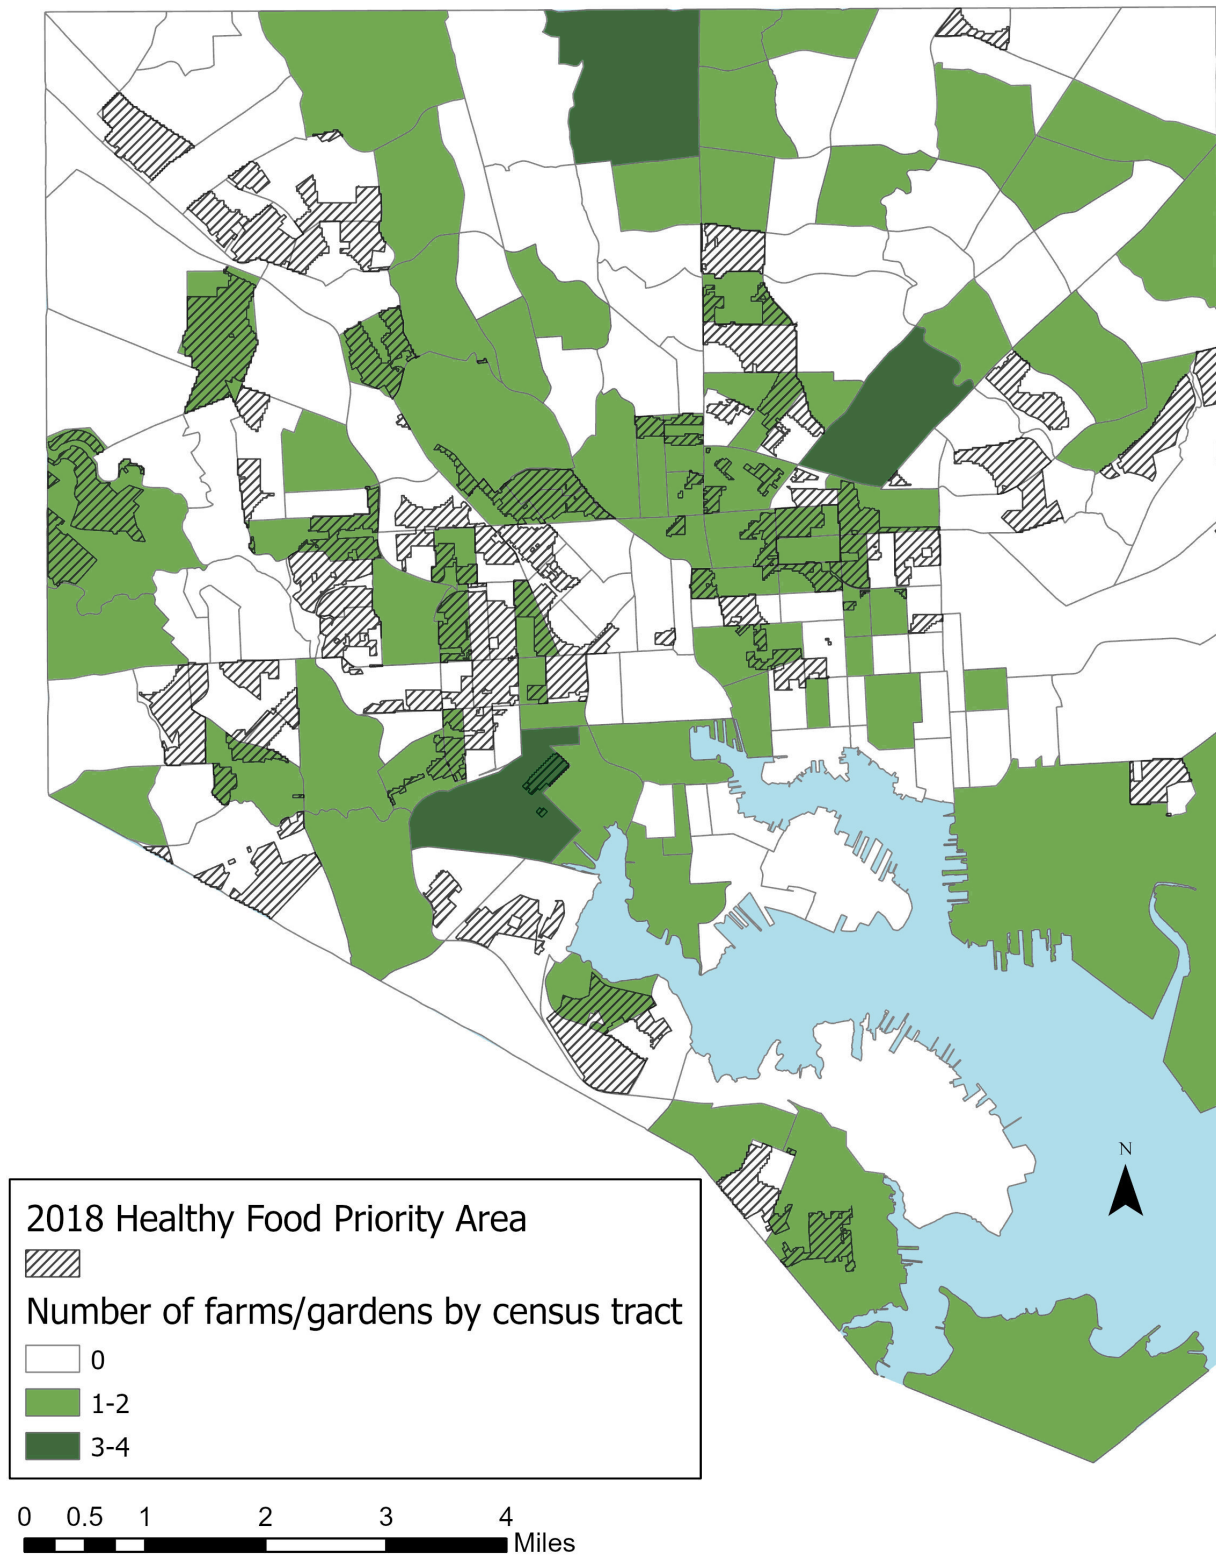 N
2018 Healthy Food Priority Area
Number of farms/gardens by census tract
0
1-2
3-4
0 0.5 1 2 3 4
Miles